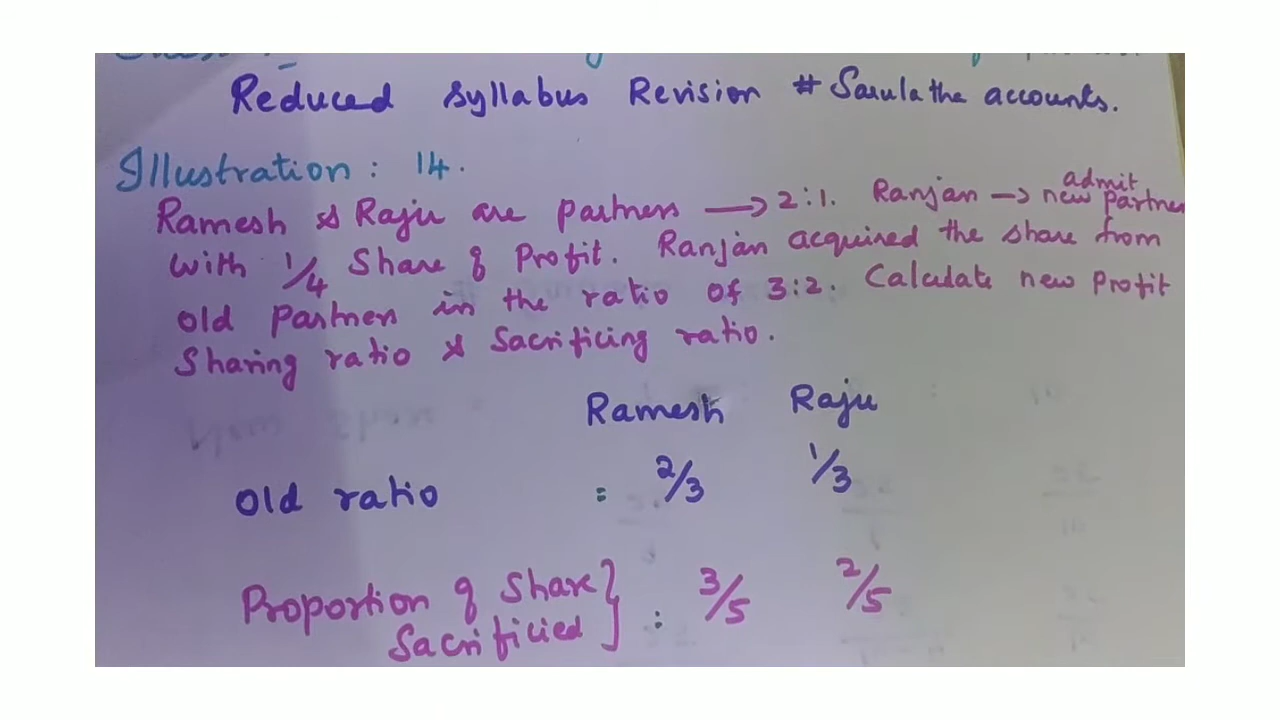 Reduced syllabus Revision # Sarulatha accounts.
Illustration : 14.
Ramesh & Raju are partners → 2:1. Ranjan → admit new partner
with 1/4 Share of Profit. Ranjan acquired the share from
old partners in the ratio of 3:2. Calculate new Profit
Sharing ratio & Sacrificing ratio.
Ramesh Raju
Old ratio : 2/3 1/3
Proportion of Share } : 3/5 2/5
Sacrificied